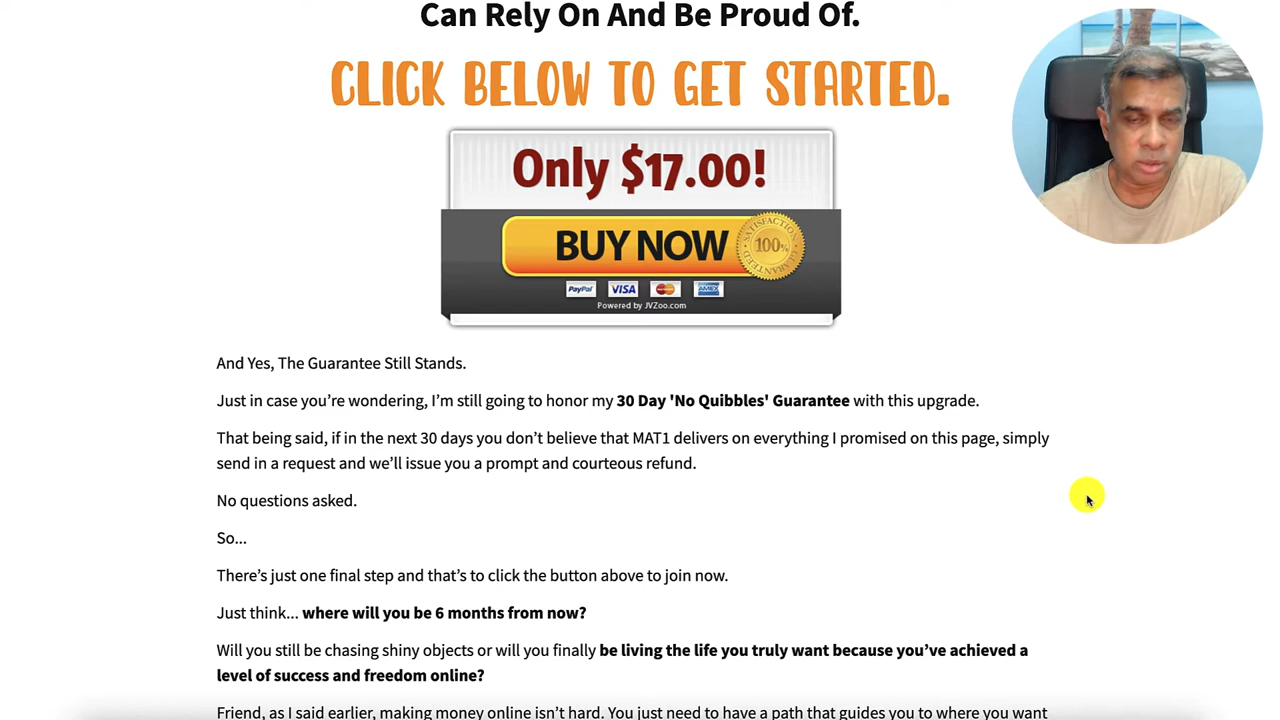 Can Rely On And Be Proud Of.
CLICK BELOW TO GET STARTED.
Only $17.00!
BUY NOW
SATISFACTION
100%
GUARANTEED
PayPal VISA MasterCard AMEX
Powered by JVZoo.com
And Yes, The Guarantee Still Stands.
Just in case you’re wondering, I’m still going to honor my 30 Day 'No Quibbles' Guarantee with this upgrade.
That being said, if in the next 30 days you don’t believe that MAT1 delivers on everything I promised on this page, simply
send in a request and we’ll issue you a prompt and courteous refund.
No questions asked.
So...
There’s just one final step and that’s to click the button above to join now.
Just think... where will you be 6 months from now?
Will you still be chasing shiny objects or will you finally be living the life you truly want because you’ve achieved a
level of success and freedom online?
Friend, as I said earlier, making money online isn’t hard. You just need to have a path that guides you to where you want